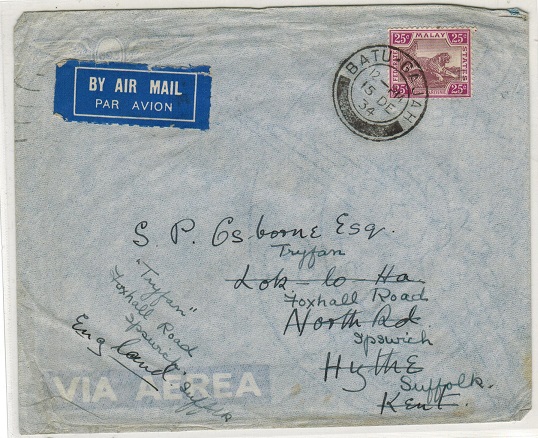 BY AIR MAIL
PAR AVION
25c MALAY 25c
STATES
25c 25c
BATU GAJAH
15 DE
34
S. P. Osborne Esq.
Tryfan
Lok-lo Ha.
Foxhall Road
North Rd
Ipswich
Hythe
Suffolk.
Kent.
"Tryfan"
Foxhall Road
Ipswich
Suffolk
England
VIA AEREA